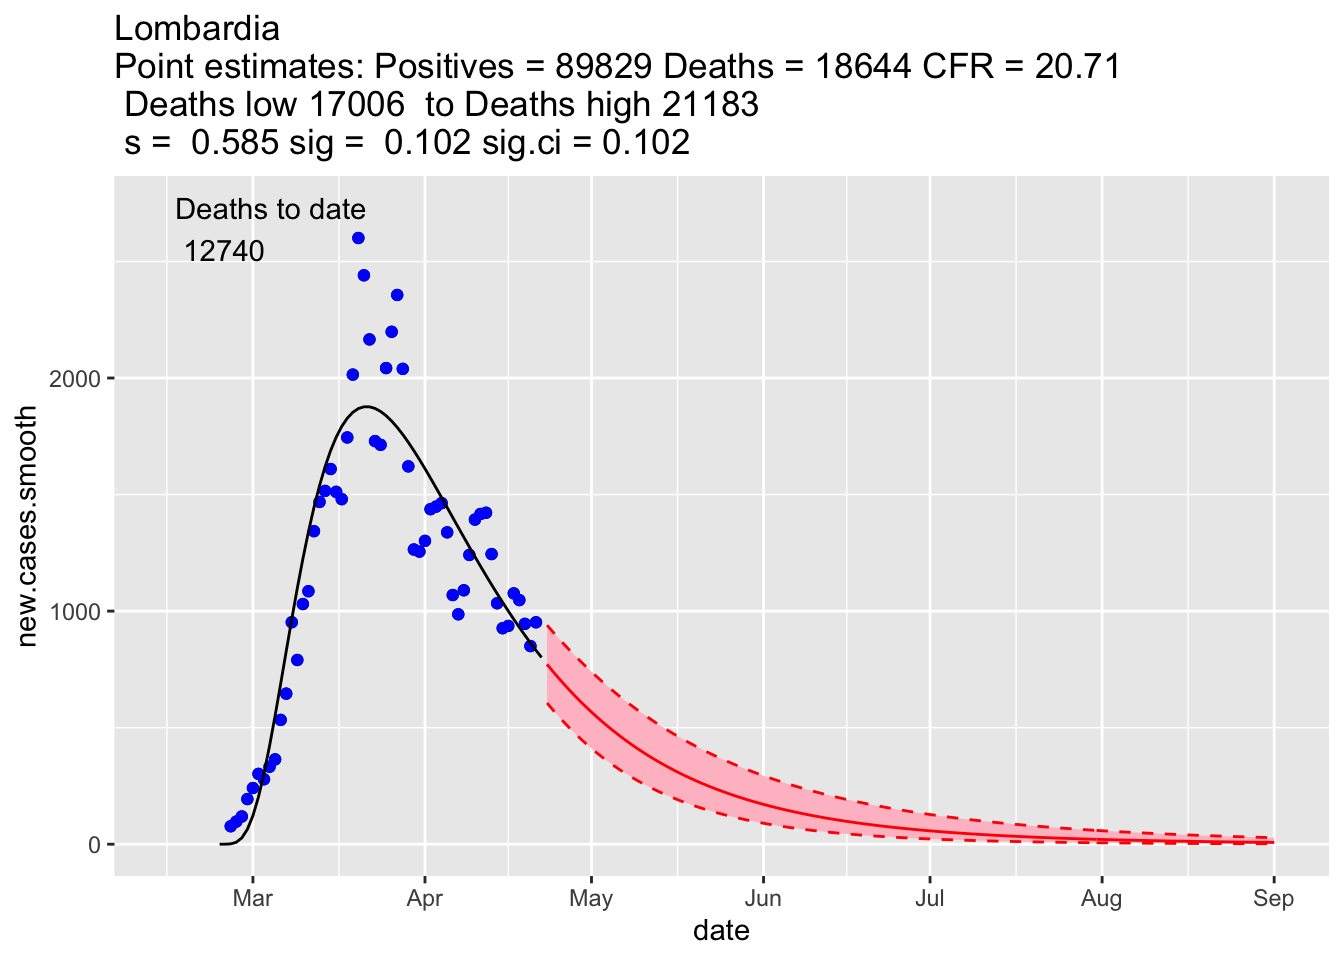 Lombardia
Point estimates: Positives = 89829 Deaths = 18644 CFR = 20.71
Deaths low 17006  to Deaths high 21183
s =  0.585 sig =  0.102 sig.ci = 0.102
Deaths to date
12740
new.cases.smooth
2000
1000
0
Mar Apr May Jun Jul Aug Sep
date